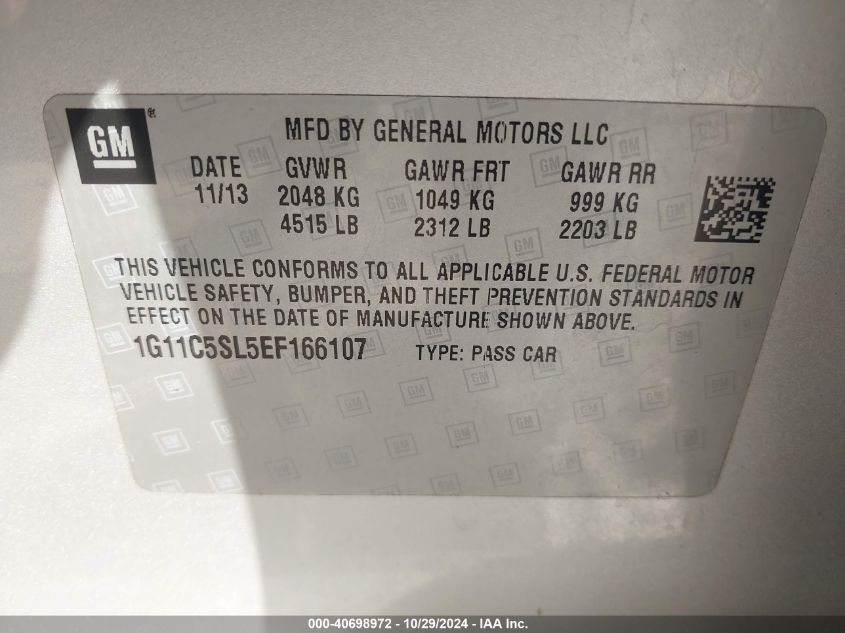 GM ®
MFD BY GENERAL MOTORS LLC
DATE GVWR GAWR FRT GAWR RR
11/13 2048 KG 1049 KG 999 KG
4515 LB 2312 LB 2203 LB
THIS VEHICLE CONFORMS TO ALL APPLICABLE U.S. FEDERAL MOTOR
VEHICLE SAFETY, BUMPER, AND THEFT PREVENTION STANDARDS IN
EFFECT ON THE DATE OF MANUFACTURE SHOWN ABOVE.
1G11C5SL5EF166107 TYPE: PASS CAR
000-40698972 - 10/29/2024 - IAA Inc.